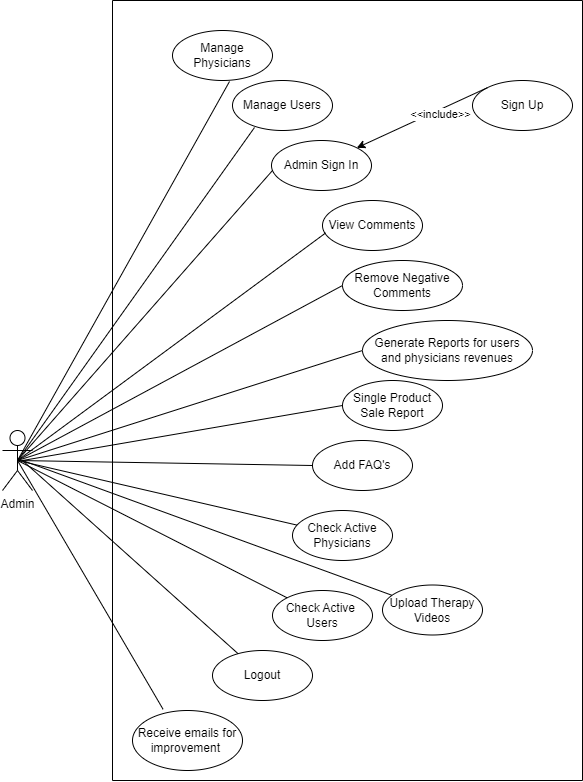 Manage
Physicians
Manage Users
<<include>>
Sign Up
Admin Sign In
View Comments
Remove Negative
Comments
Generate Reports for users
and physicians revenues
Single Product
Sale Report
Add FAQ's
Admin
Check Active
Physicians
Check Active
Users
Upload Therapy
Videos
Logout
Receive emails for
improvement